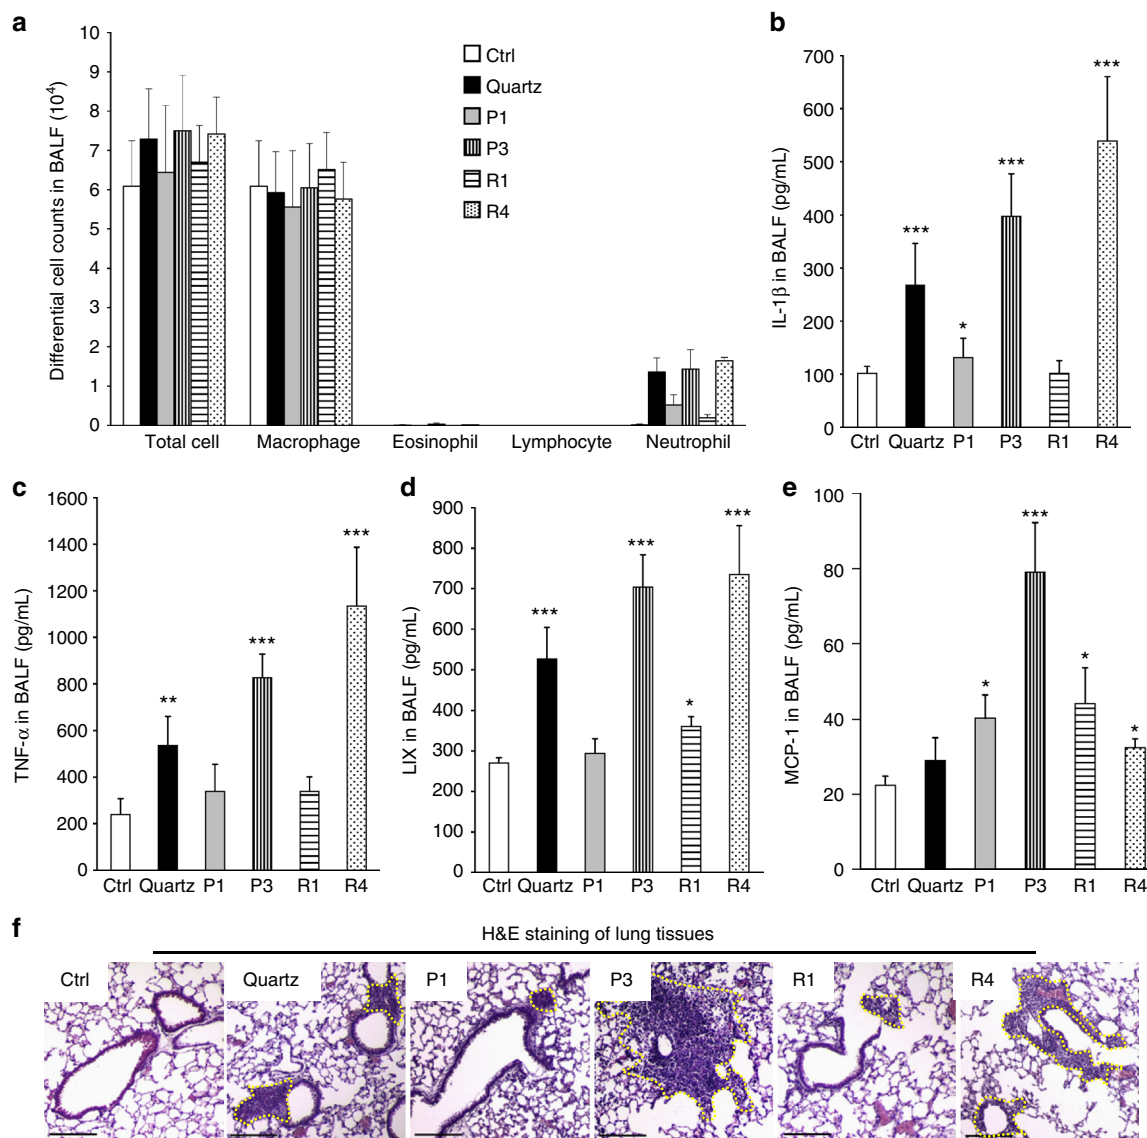 a
Differential cell counts in BALF (10⁴)
10
9
8
7
6
5
4
3
2
1
0
Total cell Macrophage Eosinophil Lymphocyte Neutrophil
Ctrl
Quartz
P1
P3
R1
R4
b
IL-1β in BALF (pg/mL)
700
600
500
400
300
200
100
0
***
*
***
***
Ctrl Quartz P1 P3 R1 R4
c
TNF-α in BALF (pg/mL)
1600
1400
1200
1000
800
600
400
200
0
**
***
***
Ctrl Quartz P1 P3 R1 R4
d
LIX in BALF (pg/mL)
900
800
700
600
500
400
300
200
100
0
***
***
*
***
Ctrl Quartz P1 P3 R1 R4
e
MCP-1 in BALF (pg/mL)
100
80
60
40
20
0
*
***
*
*
Ctrl Quartz P1 P3 R1 R4
f
H&E staining of lung tissues
Ctrl Quartz P1 P3 R1 R4